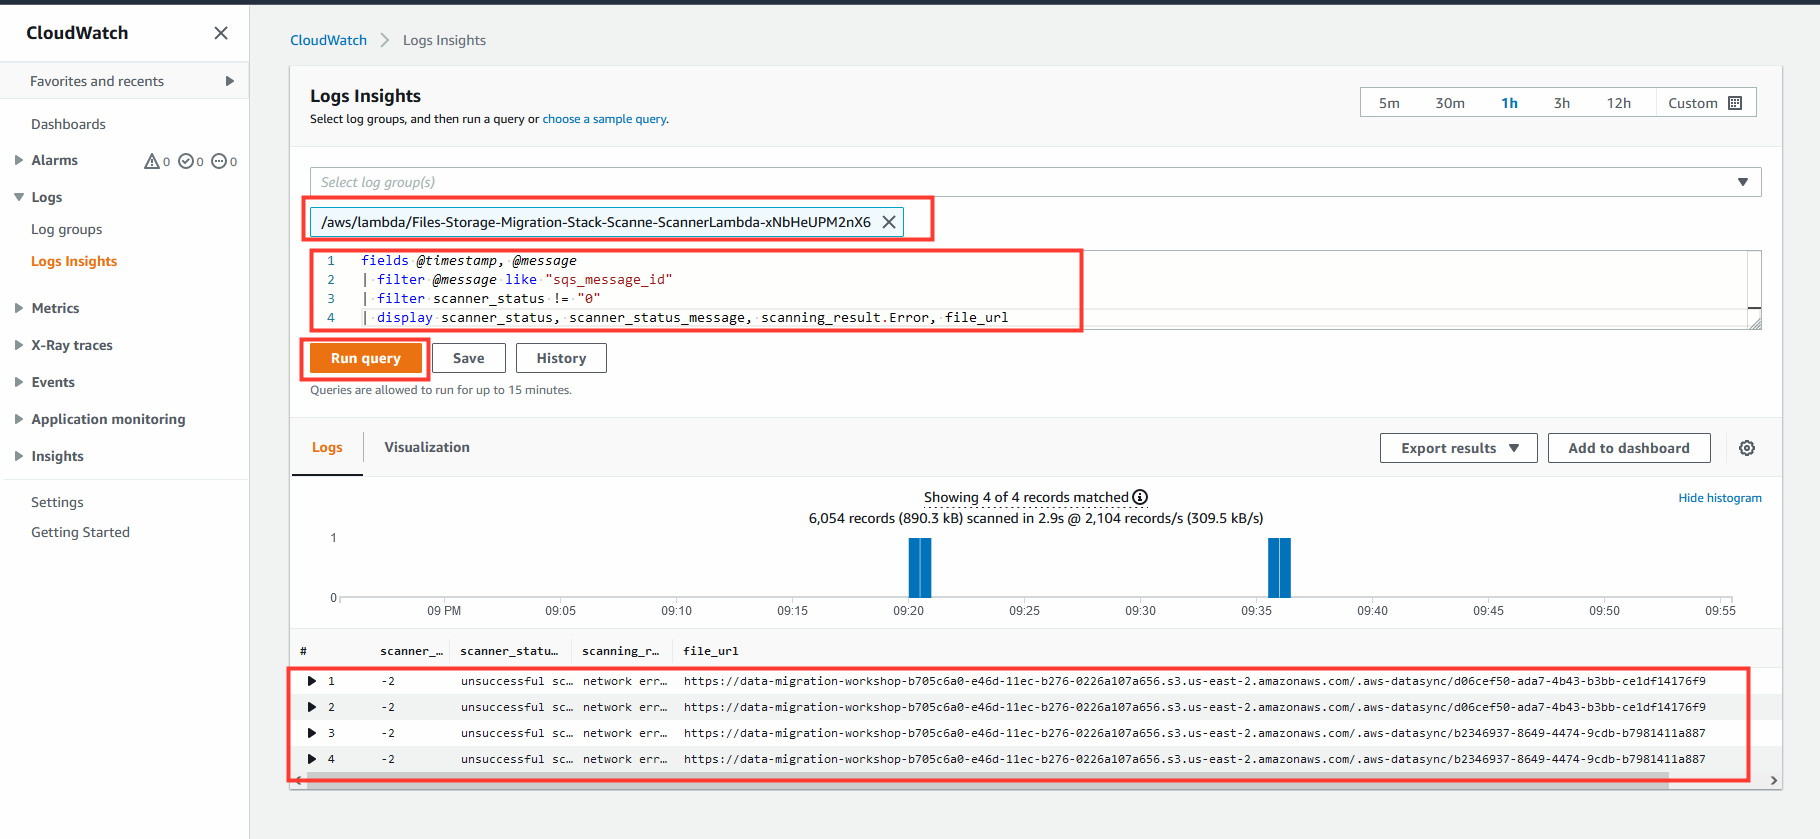 CloudWatch
Favorites and recents
Dashboards
Alarms 0 0 0
Logs
Log groups
Logs Insights
Metrics
X-Ray traces
Events
Application monitoring
Insights
Settings
Getting Started
CloudWatch > Logs Insights
Logs Insights
Select log groups, and then run a query or choose a sample query.
5m 30m 1h 3h 12h Custom
Select log group(s)
/aws/lambda/Files-Storage-Migration-Stack-Scanne-ScannerLambda-xNbHeUPM2nX6
1 fields @timestamp, @message
2 | filter @message like "sqs_message_id"
3 | filter scanner_status != "0"
4 | display scanner_status, scanner_status_message, scanning_result.Error, file_url
Run query Save History
Queries are allowed to run for up to 15 minutes.
Logs Visualization
Export results Add to dashboard
Showing 4 of 4 records matched
Hide histogram
6,054 records (890.3 kB) scanned in 2.9s @ 2,104 records/s (309.5 kB/s)
1
0
09 PM 09:05 09:10 09:15 09:20 09:25 09:30 09:35 09:40 09:45 09:50 09:55
# scanner_... scanner_statu... scanning_r... file_url
1 -2 unsuccessful sc... network err... https://data-migration-workshop-b705c6a0-e46d-11ec-b276-0226a107a656.s3.us-east-2.amazonaws.com/.aws-datasync/d06cef50-ada7-4b43-b3bb-ce1df14176f9
2 -2 unsuccessful sc... network err... https://data-migration-workshop-b705c6a0-e46d-11ec-b276-0226a107a656.s3.us-east-2.amazonaws.com/.aws-datasync/d06cef50-ada7-4b43-b3bb-ce1df14176f9
3 -2 unsuccessful sc... network err... https://data-migration-workshop-b705c6a0-e46d-11ec-b276-0226a107a656.s3.us-east-2.amazonaws.com/.aws-datasync/b2346937-8649-4474-9cdb-b7981411a887
4 -2 unsuccessful sc... network err... https://data-migration-workshop-b705c6a0-e46d-11ec-b276-0226a107a656.s3.us-east-2.amazonaws.com/.aws-datasync/b2346937-8649-4474-9cdb-b7981411a887